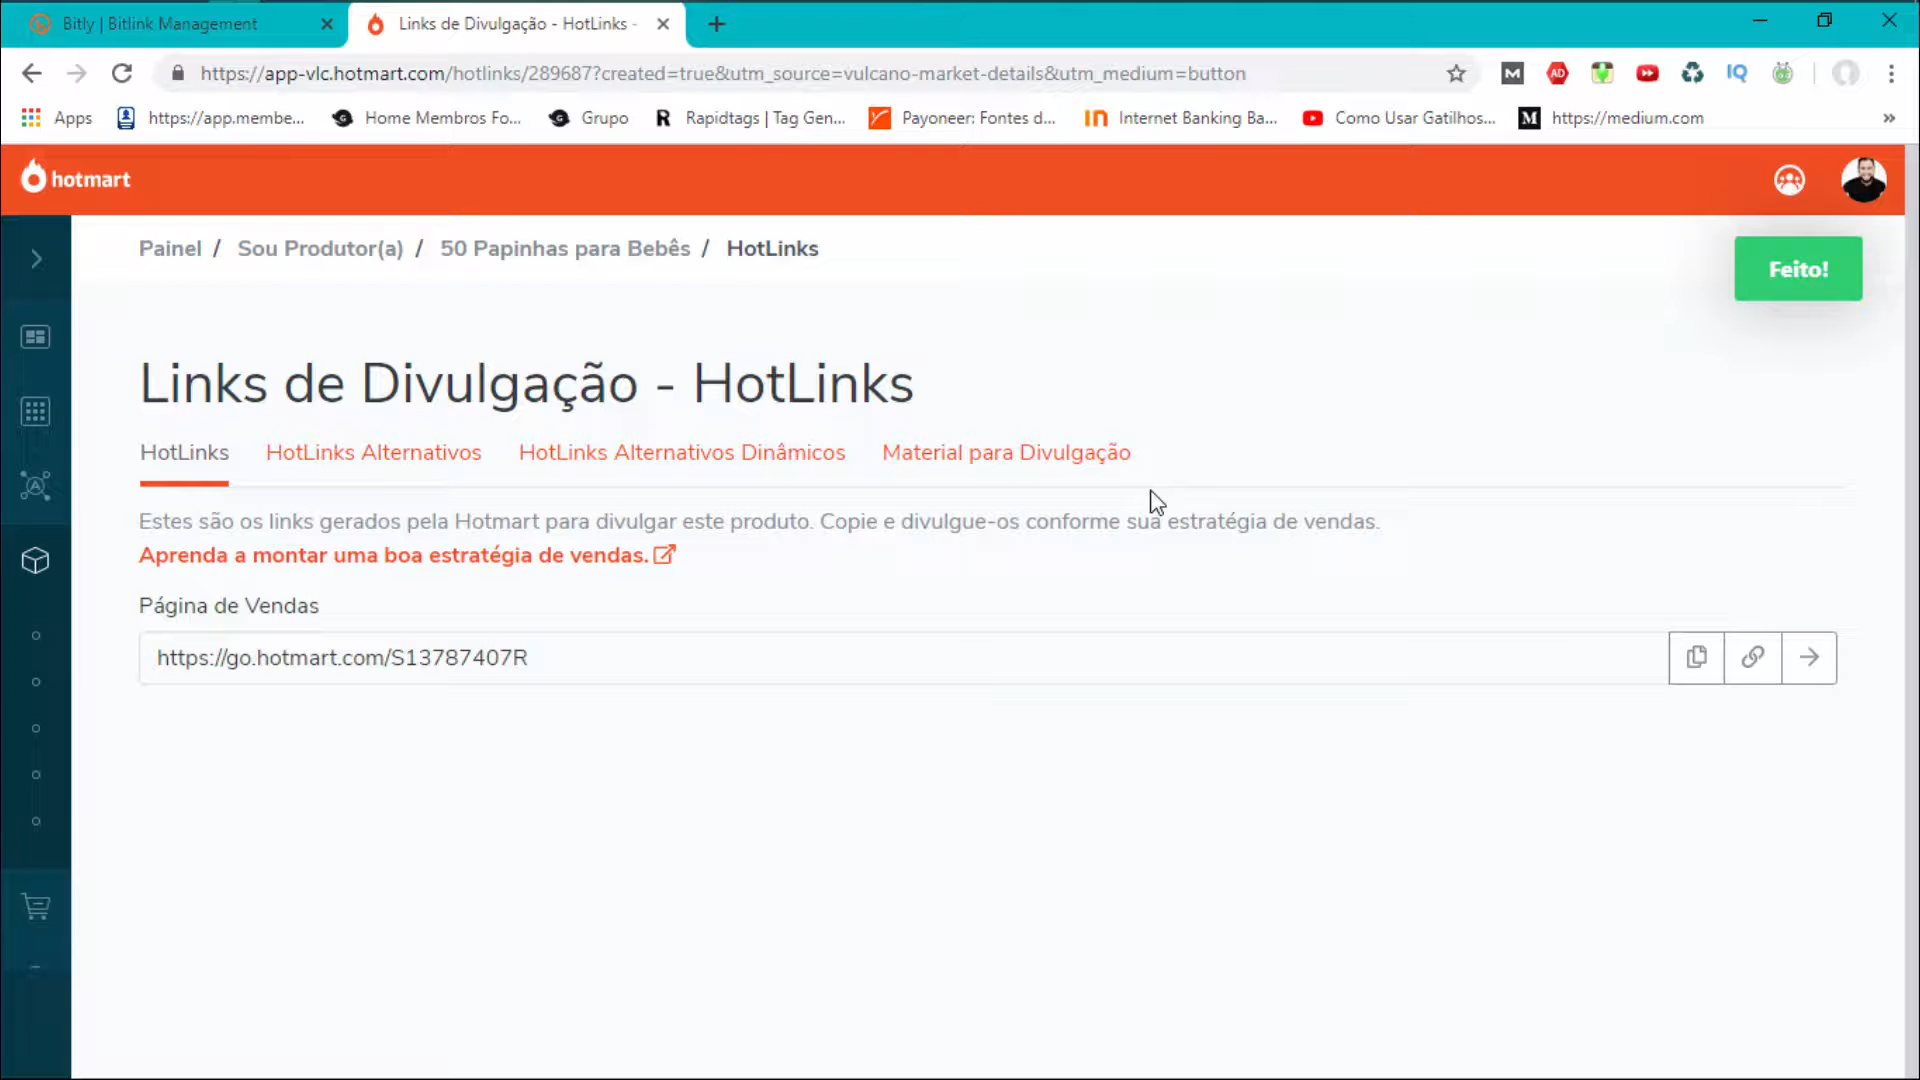 Bitly | Bitlink Management
Links de Divulgação - HotLinks -
https://app-vlc.hotmart.com/hotlinks/289687?created=true&utm_source=vulcano-market-details&utm_medium=button
M
AD
IQ
Apps
https://app.membe...
Home Membros Fo...
Grupo
R
Rapidtags | Tag Gen...
Payoneer: Fontes d...
Internet Banking Ba...
Como Usar Gatilhos...
M
https://medium.com
»
hotmart
Painel / Sou Produtor(a) / 50 Papinhas para Bebês / HotLinks
Feito!
Links de Divulgação - HotLinks
HotLinks
HotLinks Alternativos
HotLinks Alternativos Dinâmicos
Material para Divulgação
Estes são os links gerados pela Hotmart para divulgar este produto. Copie e divulgue-os conforme sua estratégia de vendas.
Aprenda a montar uma boa estratégia de vendas.
Página de Vendas
https://go.hotmart.com/S13787407R